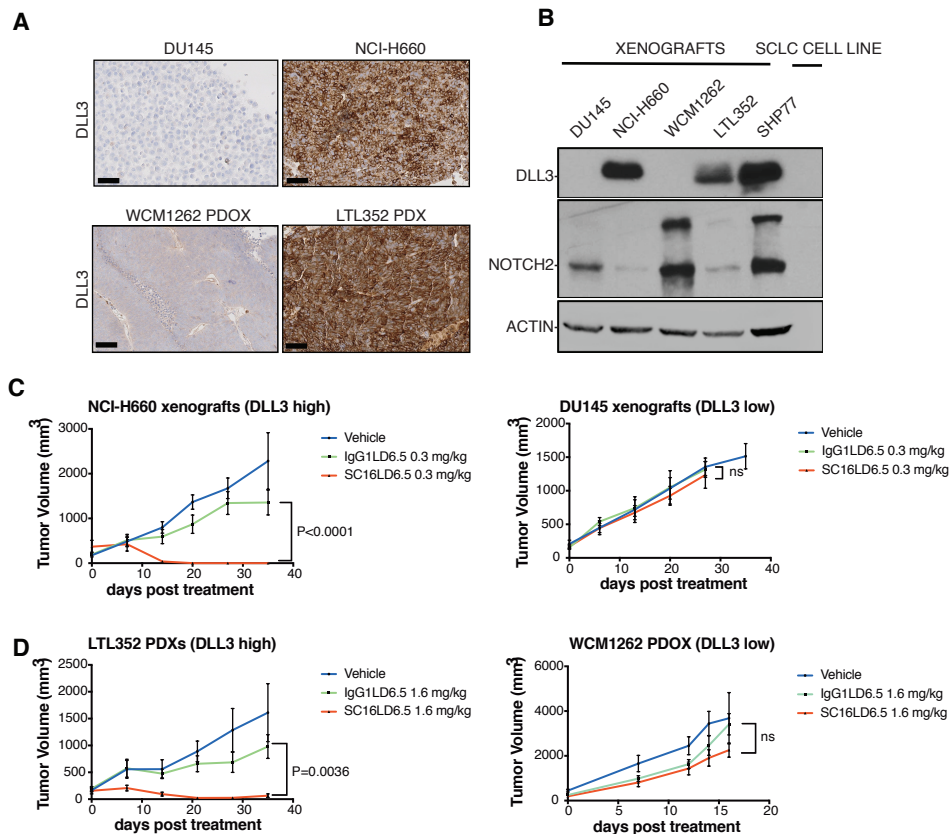 A
DU145
NCI-H660
DLL3
WCM1262 PDOX
LTL352 PDX
DLL3
B
XENOGRAFTS
SCLC CELL LINE
DU145
NCI-H660
WCM1262
LTL352
SHP77
DLL3
NOTCH2
ACTIN
C
NCI-H660 xenografts (DLL3 high)
Tumor Volume (mm3)
3000
2000
1000
0
0 10 20 30 40
days post treatment
Vehicle
IgG1LD6.5 0.3 mg/kg
SC16LD6.5 0.3 mg/kg
P<0.0001
DU145 xenografts (DLL3 low)
Tumor Volume (mm3)
2000
1500
1000
500
0
0 10 20 30 40
days post treatment
Vehicle
IgG1LD6.5 0.3 mg/kg
SC16LD6.5 0.3 mg/kg
ns
D
LTL352 PDXs (DLL3 high)
Tumor Volume (mm3)
2500
2000
1500
1000
500
0
0 10 20 30 40
days post treatment
Vehicle
IgG1LD6.5 1.6 mg/kg
SC16LD6.5 1.6 mg/kg
P=0.0036
WCM1262 PDOX (DLL3 low)
Tumor Volume (mm3)
6000
4000
2000
0
0 5 10 15 20
days post treatment
Vehicle
IgG1LD6.5 1.6 mg/kg
SC16LD6.5 1.6 mg/kg
ns